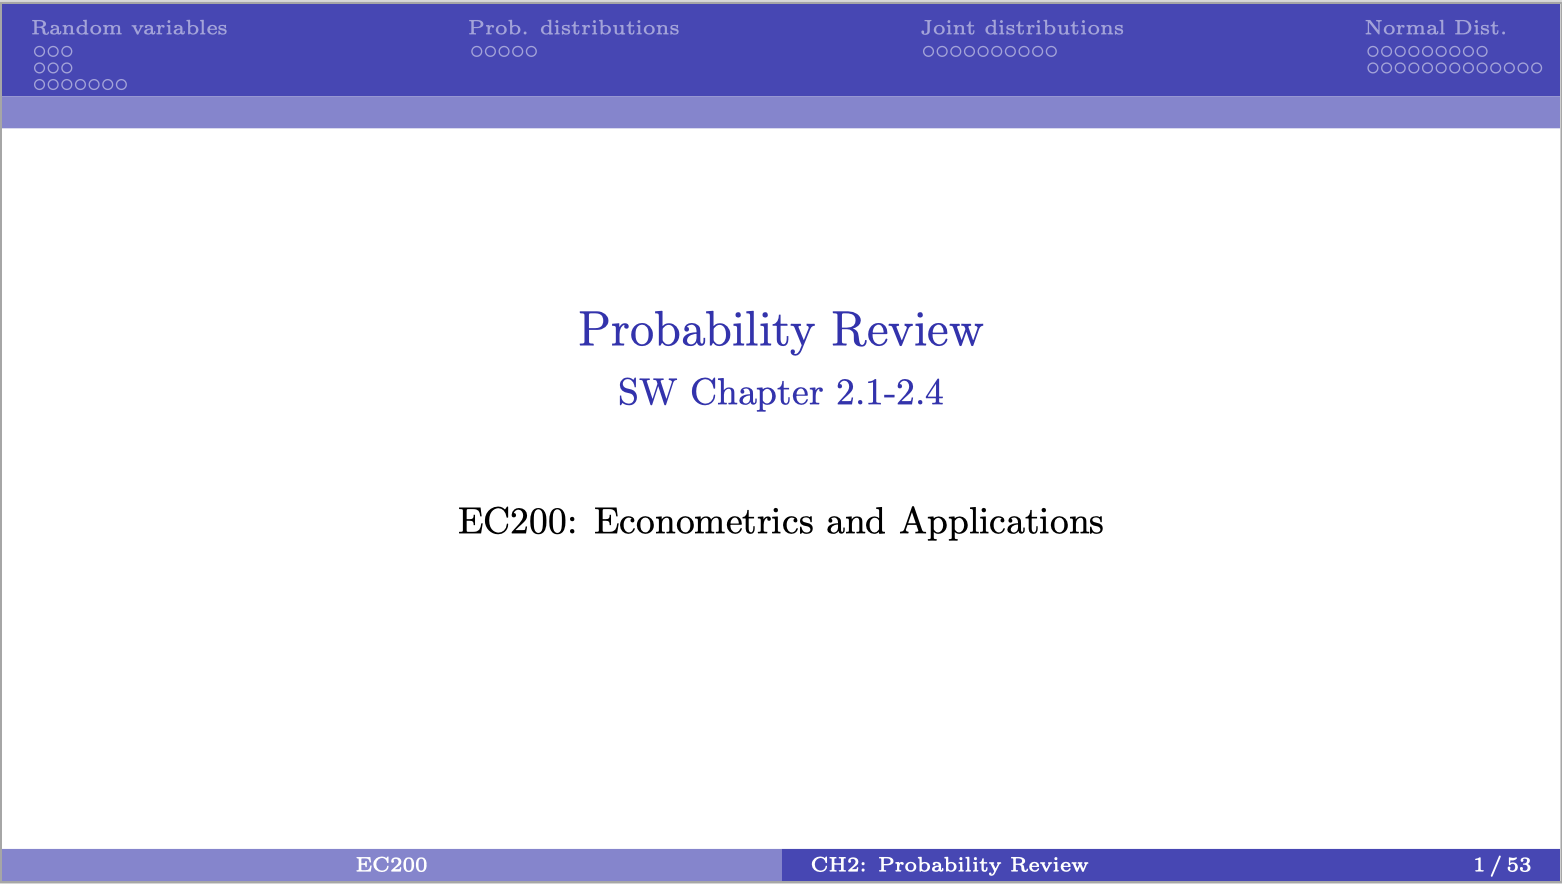 Random variables
Prob. distributions
Joint distributions
Normal Dist.
Probability Review
SW Chapter 2.1-2.4
EC200: Econometrics and Applications
EC200
CH2: Probability Review
1 / 53